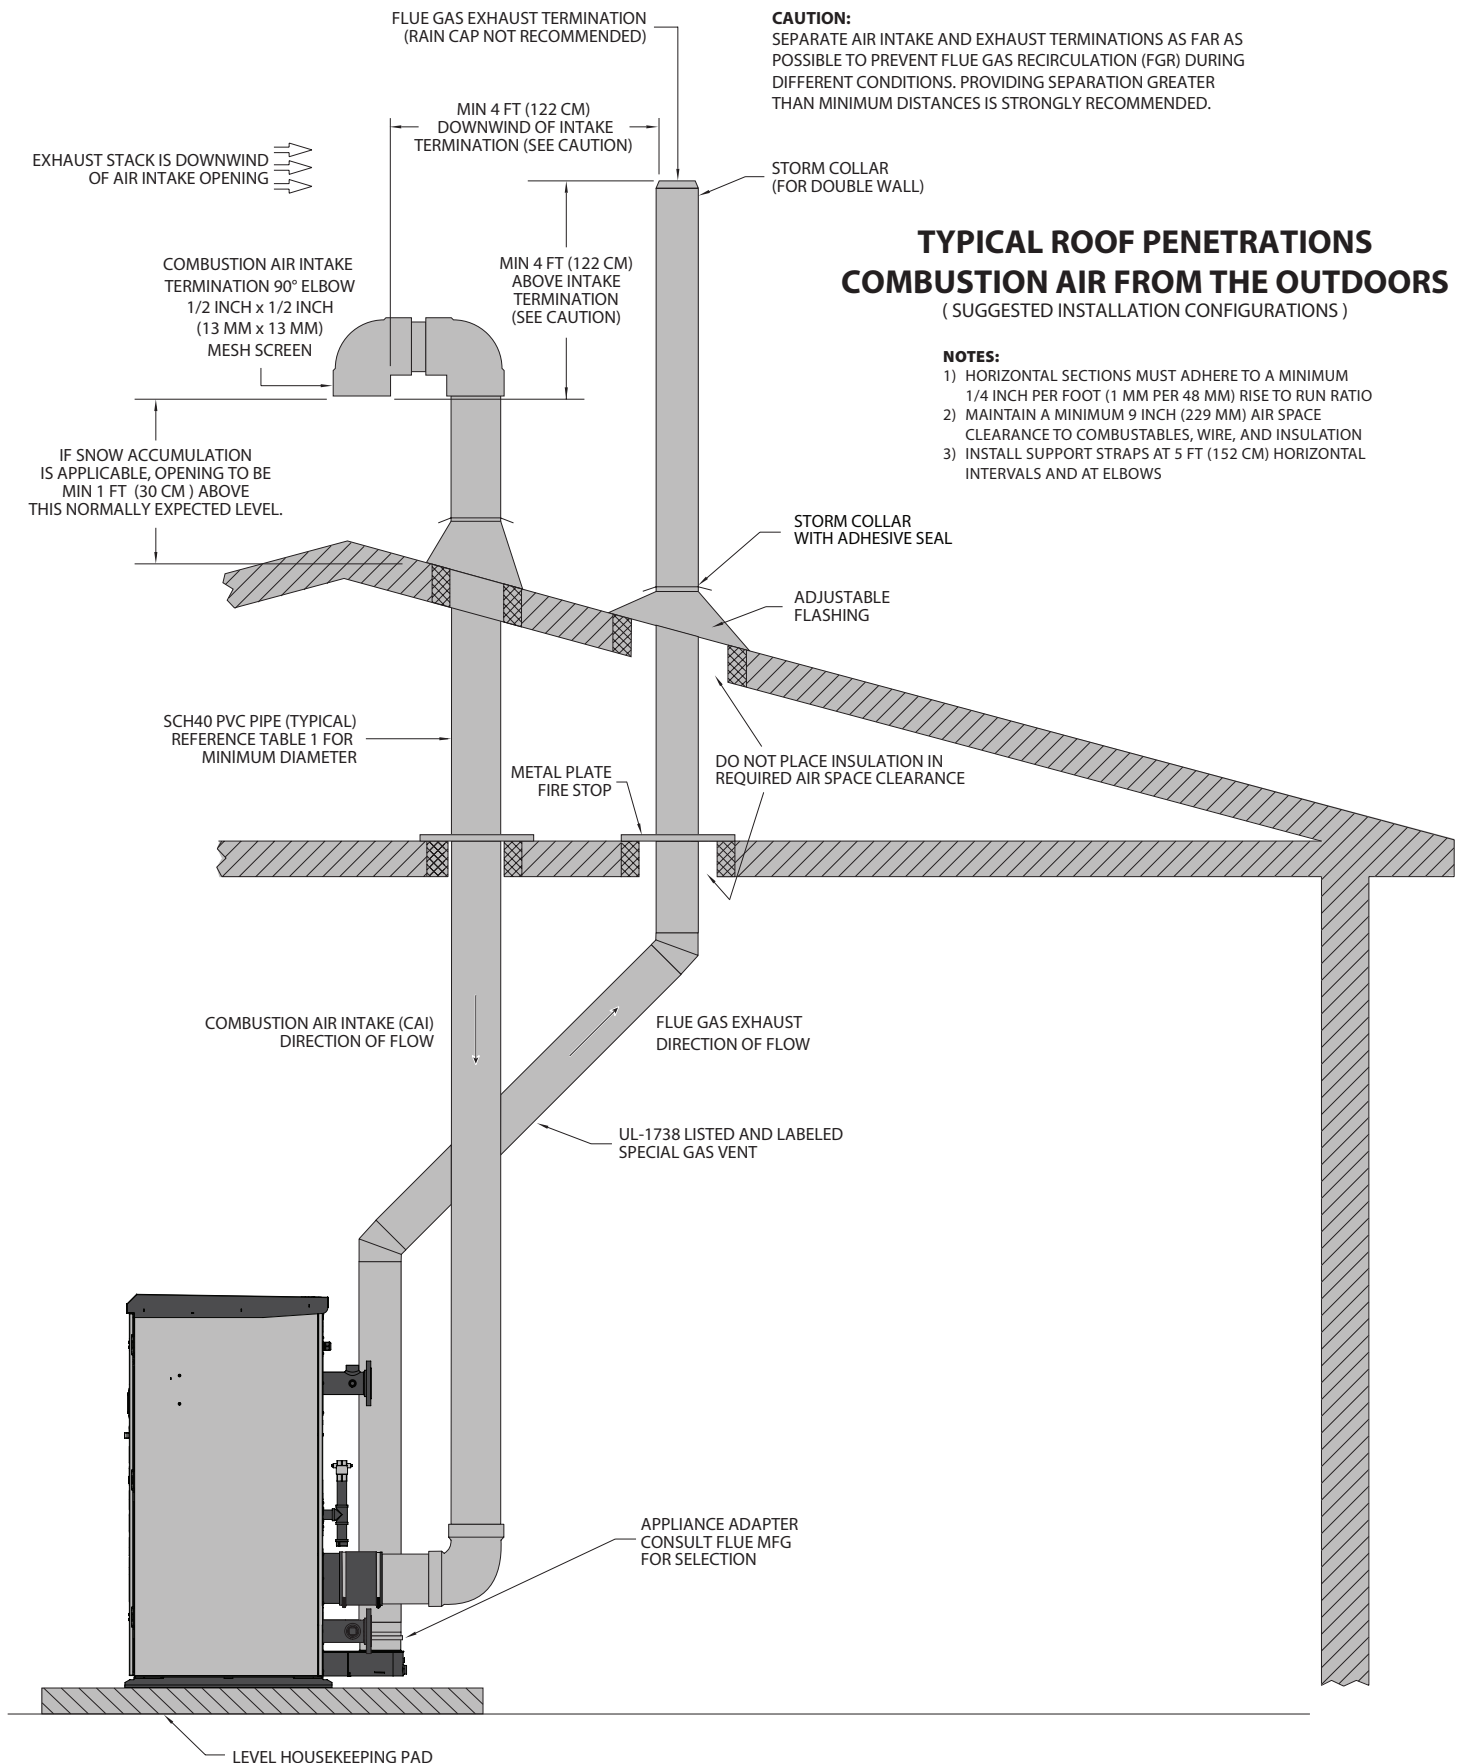 FLUE GAS EXHAUST TERMINATION
(RAIN CAP NOT RECOMMENDED)
CAUTION:
SEPARATE AIR INTAKE AND EXHAUST TERMINATIONS AS FAR AS
POSSIBLE TO PREVENT FLUE GAS RECIRCULATION (FGR) DURING
DIFFERENT CONDITIONS. PROVIDING SEPARATION GREATER
THAN MINIMUM DISTANCES IS STRONGLY RECOMMENDED.
MIN 4 FT (122 CM)
DOWNWIND OF INTAKE
TERMINATION (SEE CAUTION)
EXHAUST STACK IS DOWNWIND
OF AIR INTAKE OPENING
STORM COLLAR
(FOR DOUBLE WALL)
TYPICAL ROOF PENETRATIONS
COMBUSTION AIR FROM THE OUTDOORS
( SUGGESTED INSTALLATION CONFIGURATIONS )
COMBUSTION AIR INTAKE
TERMINATION 90° ELBOW
1/2 INCH x 1/2 INCH
(13 MM x 13 MM)
MESH SCREEN
MIN 4 FT (122 CM)
ABOVE INTAKE
TERMINATION
(SEE CAUTION)
NOTES:
1) HORIZONTAL SECTIONS MUST ADHERE TO A MINIMUM
1/4 INCH PER FOOT (1 MM PER 48 MM) RISE TO RUN RATIO
2) MAINTAIN A MINIMUM 9 INCH (229 MM) AIR SPACE
CLEARANCE TO COMBUSTABLES, WIRE, AND INSULATION
3) INSTALL SUPPORT STRAPS AT 5 FT (152 CM) HORIZONTAL
INTERVALS AND AT ELBOWS
IF SNOW ACCUMULATION
IS APPLICABLE, OPENING TO BE
MIN 1 FT (30 CM ) ABOVE
THIS NORMALLY EXPECTED LEVEL.
STORM COLLAR
WITH ADHESIVE SEAL
ADJUSTABLE
FLASHING
SCH40 PVC PIPE (TYPICAL)
REFERENCE TABLE 1 FOR
MINIMUM DIAMETER
METAL PLATE
FIRE STOP
DO NOT PLACE INSULATION IN
REQUIRED AIR SPACE CLEARANCE
COMBUSTION AIR INTAKE (CAI)
DIRECTION OF FLOW
FLUE GAS EXHAUST
DIRECTION OF FLOW
UL-1738 LISTED AND LABELED
SPECIAL GAS VENT
APPLIANCE ADAPTER
CONSULT FLUE MFG
FOR SELECTION
LEVEL HOUSEKEEPING PAD